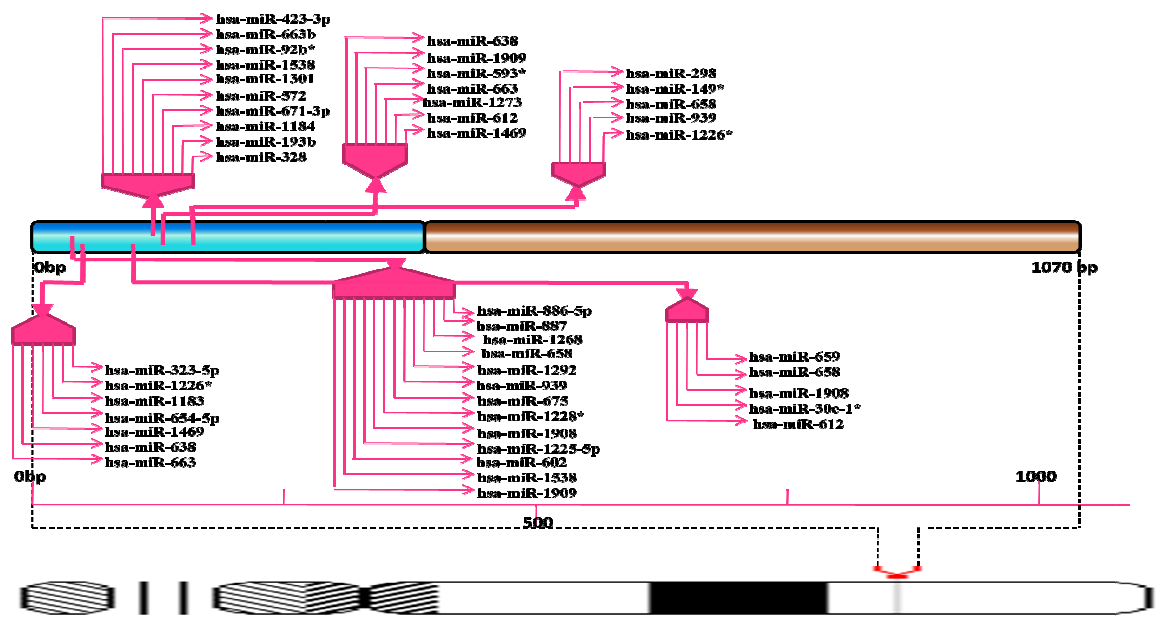 hsa-miR-423-3p
hsa-miR-663b
hsa-miR-92b*
hsa-miR-1538
hsa-miR-1301
hsa-miR-572
hsa-miR-671-3p
hsa-miR-1184
hsa-miR-193b
hsa-miR-328
hsa-miR-638
hsa-miR-1909
hsa-miR-593*
hsa-miR-663
hsa-miR-1273
hsa-miR-612
hsa-miR-1469
hsa-miR-298
hsa-miR-149*
hsa-miR-658
hsa-miR-939
hsa-miR-1226*
0bp
1070 bp
hsa-miR-323-5p
hsa-miR-1226*
hsa-miR-1183
hsa-miR-654-5p
hsa-miR-1469
hsa-miR-638
hsa-miR-663
hsa-miR-886-5p
hsa-miR-887
hsa-miR-1268
hsa-miR-658
hsa-miR-1292
hsa-miR-939
hsa-miR-675
hsa-miR-1228*
hsa-miR-1908
hsa-miR-1225-5p
hsa-miR-602
hsa-miR-1538
hsa-miR-1909
hsa-miR-659
hsa-miR-658
hsa-miR-1908
hsa-miR-30c-1*
hsa-miR-612
0bp
500
1000